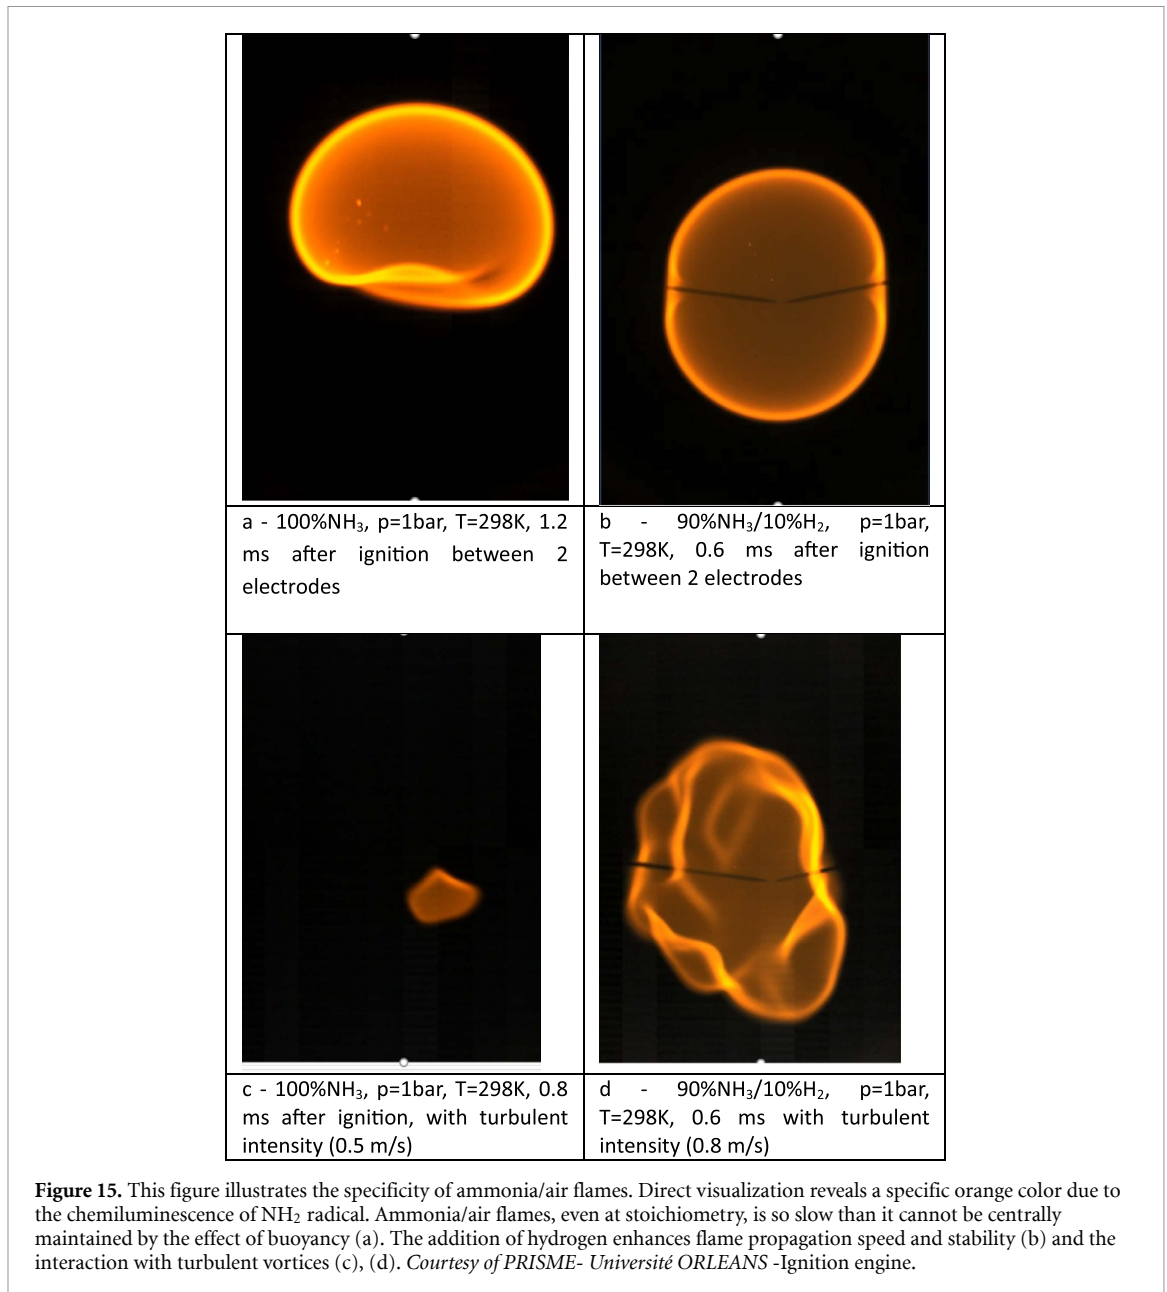 a - 100%NH₃, p=1bar, T=298K, 1.2
ms after ignition between 2
electrodes
b - 90%NH₃/10%H₂, p=1bar,
T=298K, 0.6 ms after ignition
between 2 electrodes
c - 100%NH₃, p=1bar, T=298K, 0.8
ms after ignition, with turbulent
intensity (0.5 m/s)
d - 90%NH₃/10%H₂, p=1bar,
T=298K, 0.6 ms with turbulent
intensity (0.8 m/s)
Figure 15. This figure illustrates the specificity of ammonia/air flames. Direct visualization reveals a specific orange color due to
the chemiluminescence of NH₂ radical. Ammonia/air flames, even at stoichiometry, is so slow than it cannot be centrally
maintained by the effect of buoyancy (a). The addition of hydrogen enhances flame propagation speed and stability (b) and the
interaction with turbulent vortices (c), (d). Courtesy of PRISME- Université ORLEANS -Ignition engine.